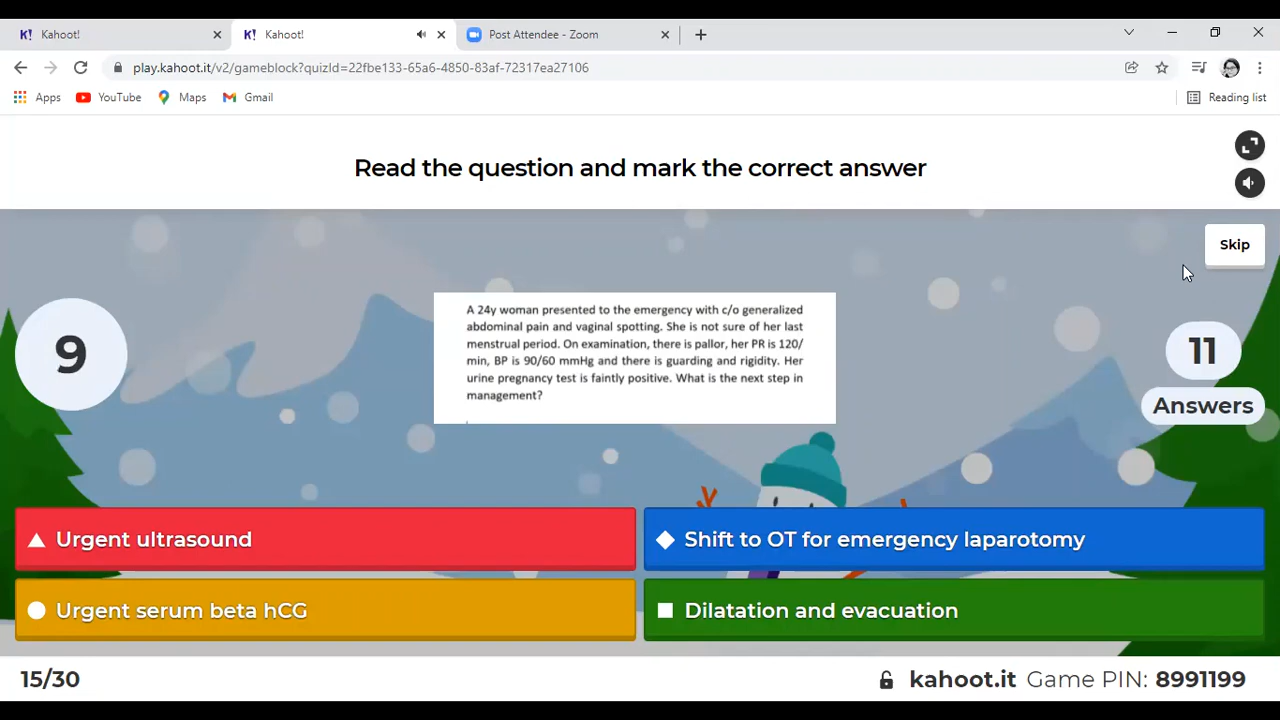 Kahoot!
Kahoot!
Post Attendee - Zoom
play.kahoot.it/v2/gameblock?quizId=22fbe133-65a6-4850-83af-72317ea27106
Apps
YouTube
Maps
Gmail
Reading list
Read the question and mark the correct answer
Skip
A 24y woman presented to the emergency with c/o generalized
abdominal pain and vaginal spotting. She is not sure of her last
menstrual period. On examination, there is pallor, her PR is 120/
min, BP is 90/60 mmHg and there is guarding and rigidity. Her
urine pregnancy test is faintly positive. What is the next step in
management?
9
11
Answers
Urgent ultrasound
Shift to OT for emergency laparotomy
Urgent serum beta hCG
Dilatation and evacuation
15/30
kahoot.it Game PIN: 8991199